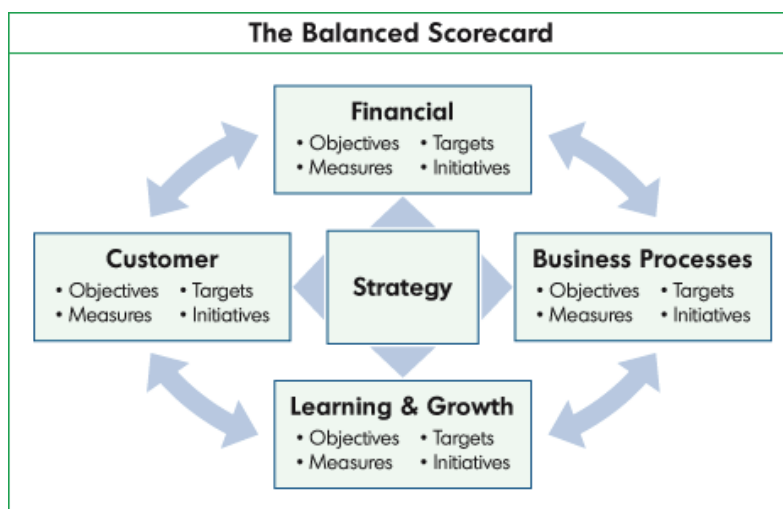 The Balanced Scorecard
Financial
• Objectives • Targets
• Measures • Initiatives
Customer
• Objectives • Targets
• Measures • Initiatives
Strategy
Business Processes
• Objectives • Targets
• Measures • Initiatives
Learning & Growth
• Objectives • Targets
• Measures • Initiatives